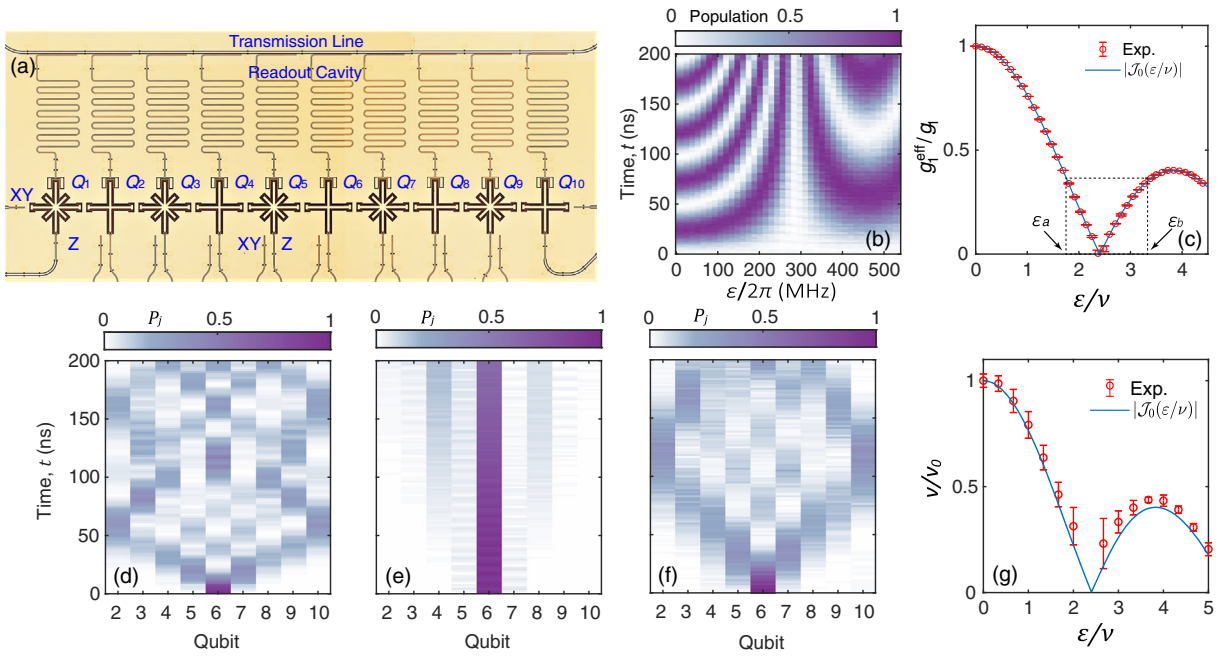 (a)
Transmission Line
Readout Cavity
Q1 Q2 Q3 Q4 Q5 Q6 Q7 Q8 Q9 Q10
XY
Z
XY Z
0 Population 0.5 1
200
150
100
50
0
Time, t (ns)
0 100 200 300 400 500
ε/2π (MHz)
(b)
1
0.5
0
g₁ᵉᶠᶠ/g₁
Exp.
|𝒥₀(ε/ν)|
εa
εb
(c)
0 1 2 3 4
ε/ν
0 Pj 0.5 1
200
150
100
50
0
Time, t (ns)
(d)
2 3 4 5 6 7 8 9 10
Qubit
0 Pj 0.5 1
(e)
2 3 4 5 6 7 8 9 10
Qubit
0 Pj 0.5 1
(f)
2 3 4 5 6 7 8 9 10
Qubit
1
0.5
0
v/v₀
Exp.
|𝒥₀(ε/ν)|
(g)
0 1 2 3 4 5
ε/ν